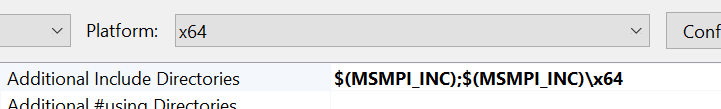 Platform: x64 Conf
Additional Include Directories $(MSMPI_INC);$(MSMPI_INC)\x64
Additional #using Directories